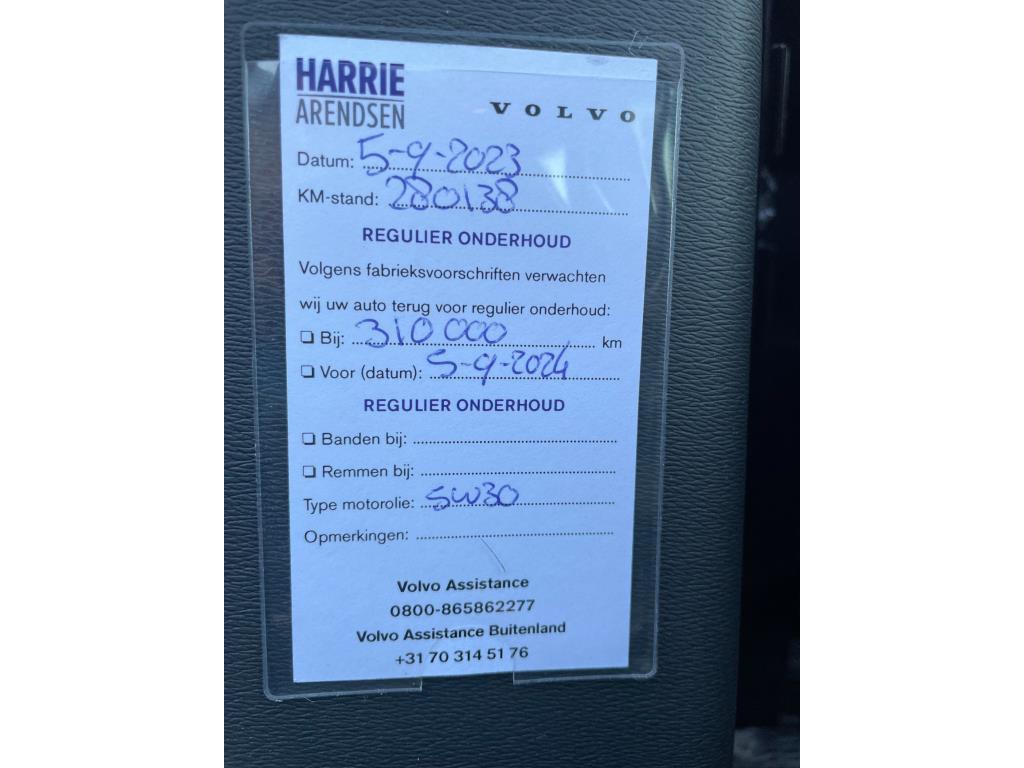 HARRIE
ARENDSEN
VOLVO
Datum: 5-9-2023
KM-stand: 280138
REGULIER ONDERHOUD
Volgens fabrieksvoorschriften verwachten
wij uw auto terug voor regulier onderhoud:
❏ Bij: 310 000 km
❏ Voor (datum): 5-9-2024
REGULIER ONDERHOUD
❏ Banden bij:
❏ Remmen bij:
Type motorolie: 5W30
Opmerkingen:
Volvo Assistance
0800-865862277
Volvo Assistance Buitenland
+31 70 314 51 76